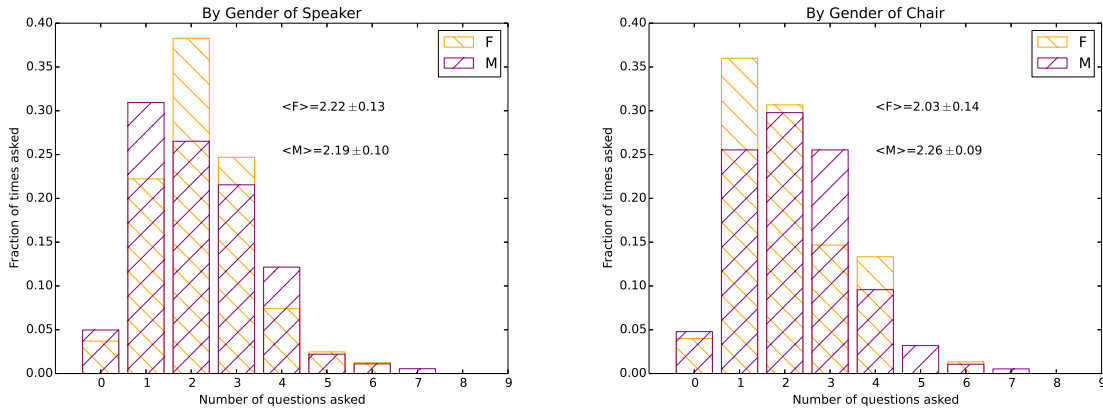 By Gender of Speaker
0.40
0.35
0.30
0.25
0.20
0.15
0.10
0.05
0.00
Fraction of times asked
F
M
<F>=2.22±0.13
<M>=2.19±0.10
0 1 2 3 4 5 6 7 8 9
Number of questions asked
By Gender of Chair
0.40
0.35
0.30
0.25
0.20
0.15
0.10
0.05
0.00
Fraction of times asked
F
M
<F>=2.03±0.14
<M>=2.26±0.09
0 1 2 3 4 5 6 7 8 9
Number of questions asked